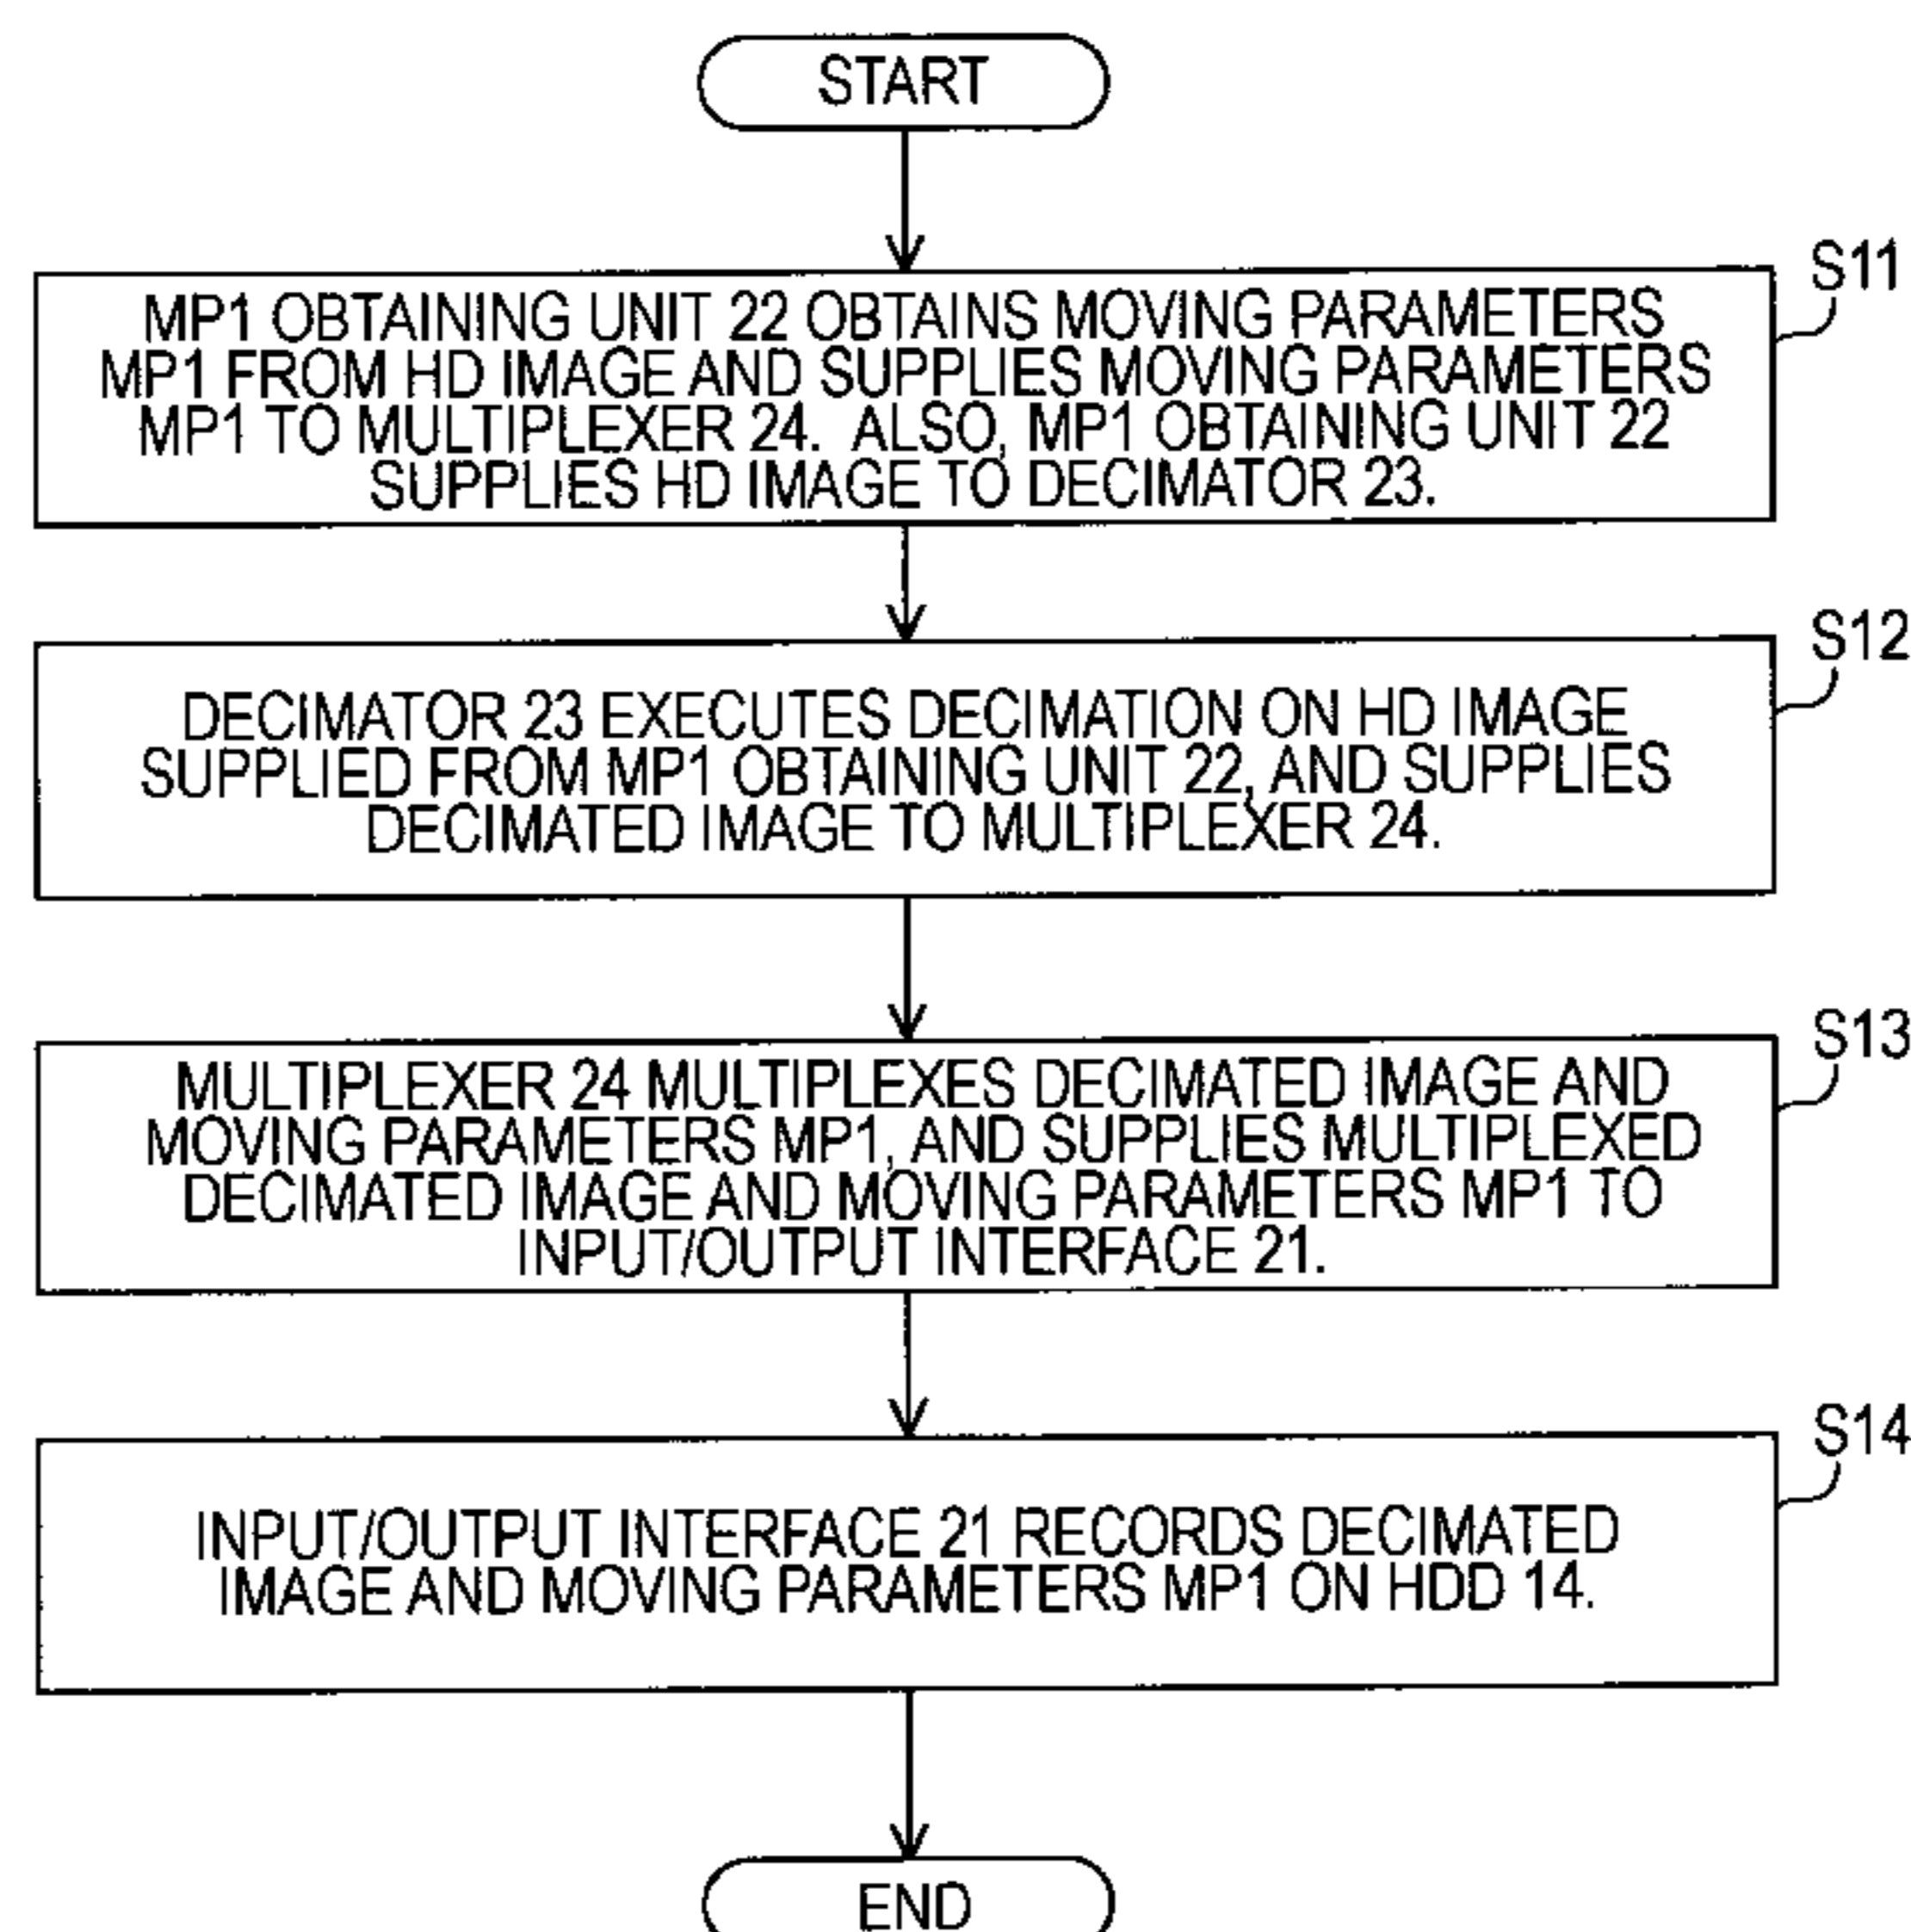 START
S11
MP1 OBTAINING UNIT 22 OBTAINS MOVING PARAMETERS
MP1 FROM HD IMAGE AND SUPPLIES MOVING PARAMETERS
MP1 TO MULTIPLEXER 24. ALSO, MP1 OBTAINING UNIT 22
SUPPLIES HD IMAGE TO DECIMATOR 23.
S12
DECIMATOR 23 EXECUTES DECIMATION ON HD IMAGE
SUPPLIED FROM MP1 OBTAINING UNIT 22, AND SUPPLIES
DECIMATED IMAGE TO MULTIPLEXER 24.
S13
MULTIPLEXER 24 MULTIPLEXES DECIMATED IMAGE AND
MOVING PARAMETERS MP1, AND SUPPLIES MULTIPLEXED
DECIMATED IMAGE AND MOVING PARAMETERS MP1 TO
INPUT/OUTPUT INTERFACE 21.
S14
INPUT/OUTPUT INTERFACE 21 RECORDS DECIMATED
IMAGE AND MOVING PARAMETERS MP1 ON HDD 14.
END